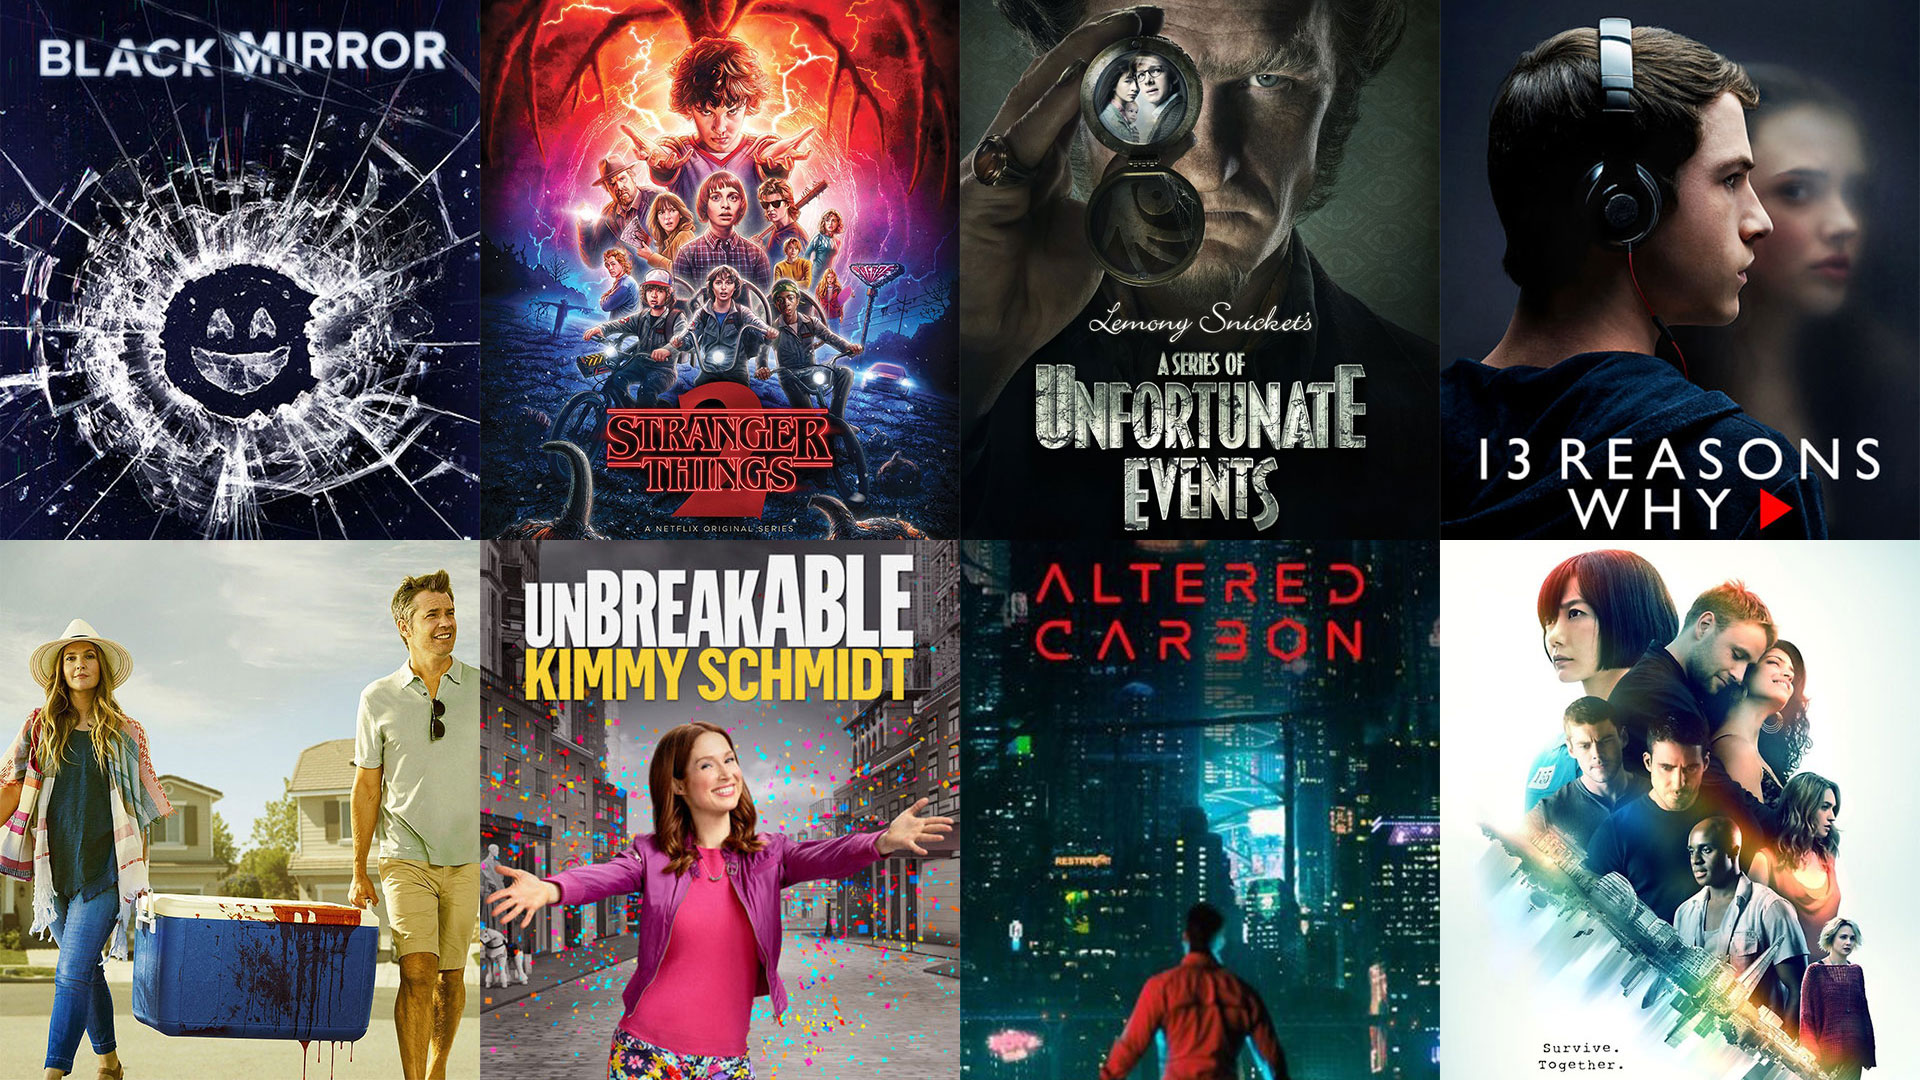 BLACK MIRROR
STRANGER
THINGS
2
A NETFLIX ORIGINAL SERIES
Lemony Snicket's
A SERIES OF
UNFORTUNATE
EVENTS
13 REASONS
WHY
UNBREAKABLE
KIMMY SCHMIDT
ALTERED
CARBON
Survive.
Together.